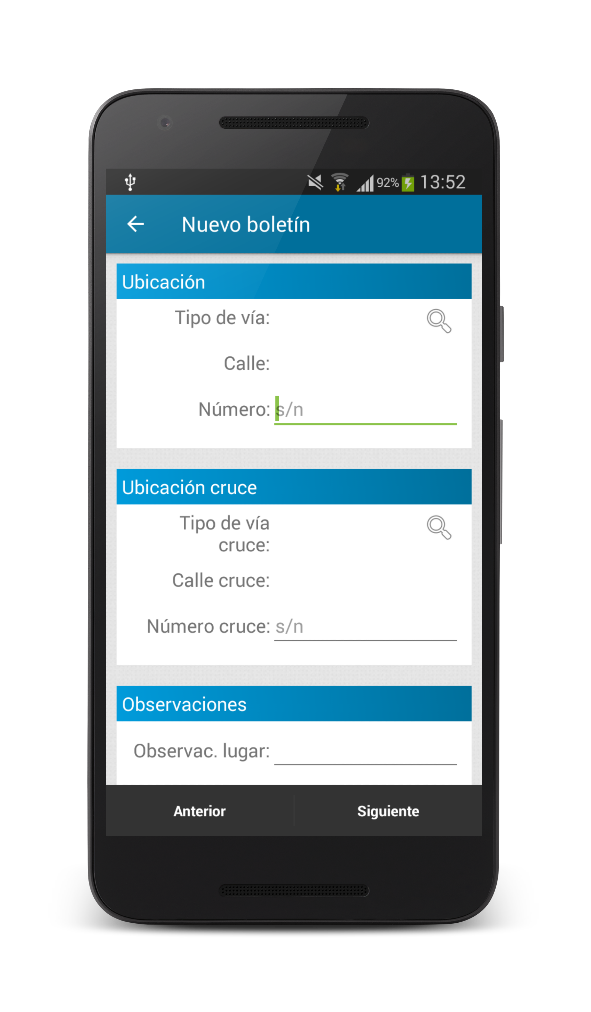 92% 13:52
Nuevo boletín
Ubicación
Tipo de vía:
Calle:
Número: s/n
Ubicación cruce
Tipo de vía
cruce:
Calle cruce:
Número cruce: s/n
Observaciones
Observac. lugar:
Anterior Siguiente